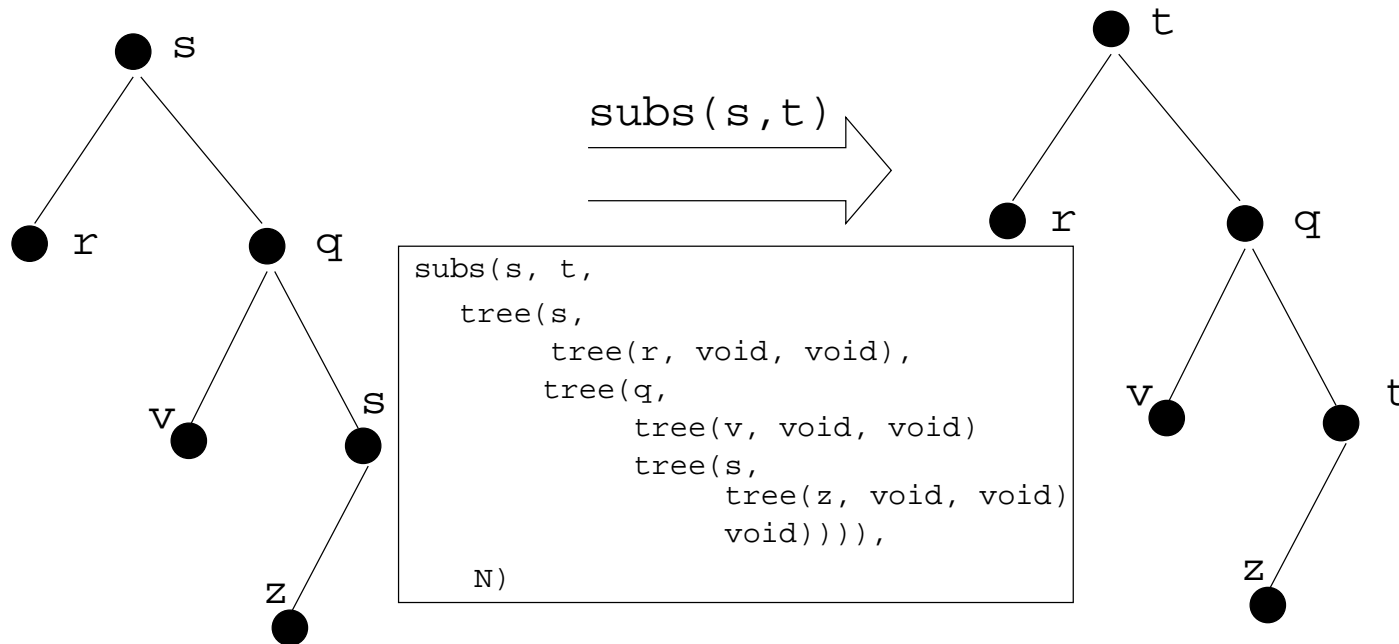 s
r
q
v
s
z
subs(s,t)
subs(s, t,
tree(s,
tree(r, void, void),
tree(q,
tree(v, void, void)
tree(s,
tree(z, void, void)
void)))),
N)
t
r
q
v
t
z